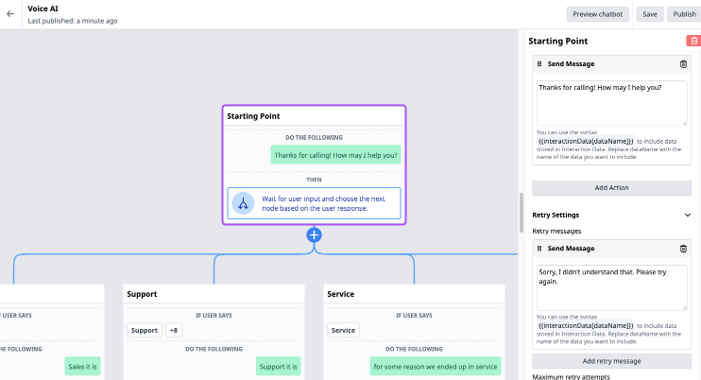 Voice AI
Last published: a minute ago
Preview chatbot
Save
Publish
Starting Point
DO THE FOLLOWING
Thanks for calling! How may I help you?
THEN
Wait for user input and choose the next
node based on the user response.
F USER SAYS
HE FOLLOWING
Sales it is
Support
IF USER SAYS
Support
+8
DO THE FOLLOWING
Support it is
Service
IF USER SAYS
Service
DO THE FOLLOWING
for some reason we ended up in service
Starting Point
Send Message
Thanks for calling! How may I help you?
You can use the syntax
{{interactionData[dataName]}} to include data
stored in Interaction Data. Replace dataName with the
name of the data you want to include.
Add Action
Retry Settings
Retry messages
Send Message
Sorry, I didn't understand that. Please try
again.
You can use the syntax
{{interactionData[dataName]}} to include data
stored in Interaction Data. Replace dataName with the
name of the data you want to include.
Add retry message
Maximum retry attempts